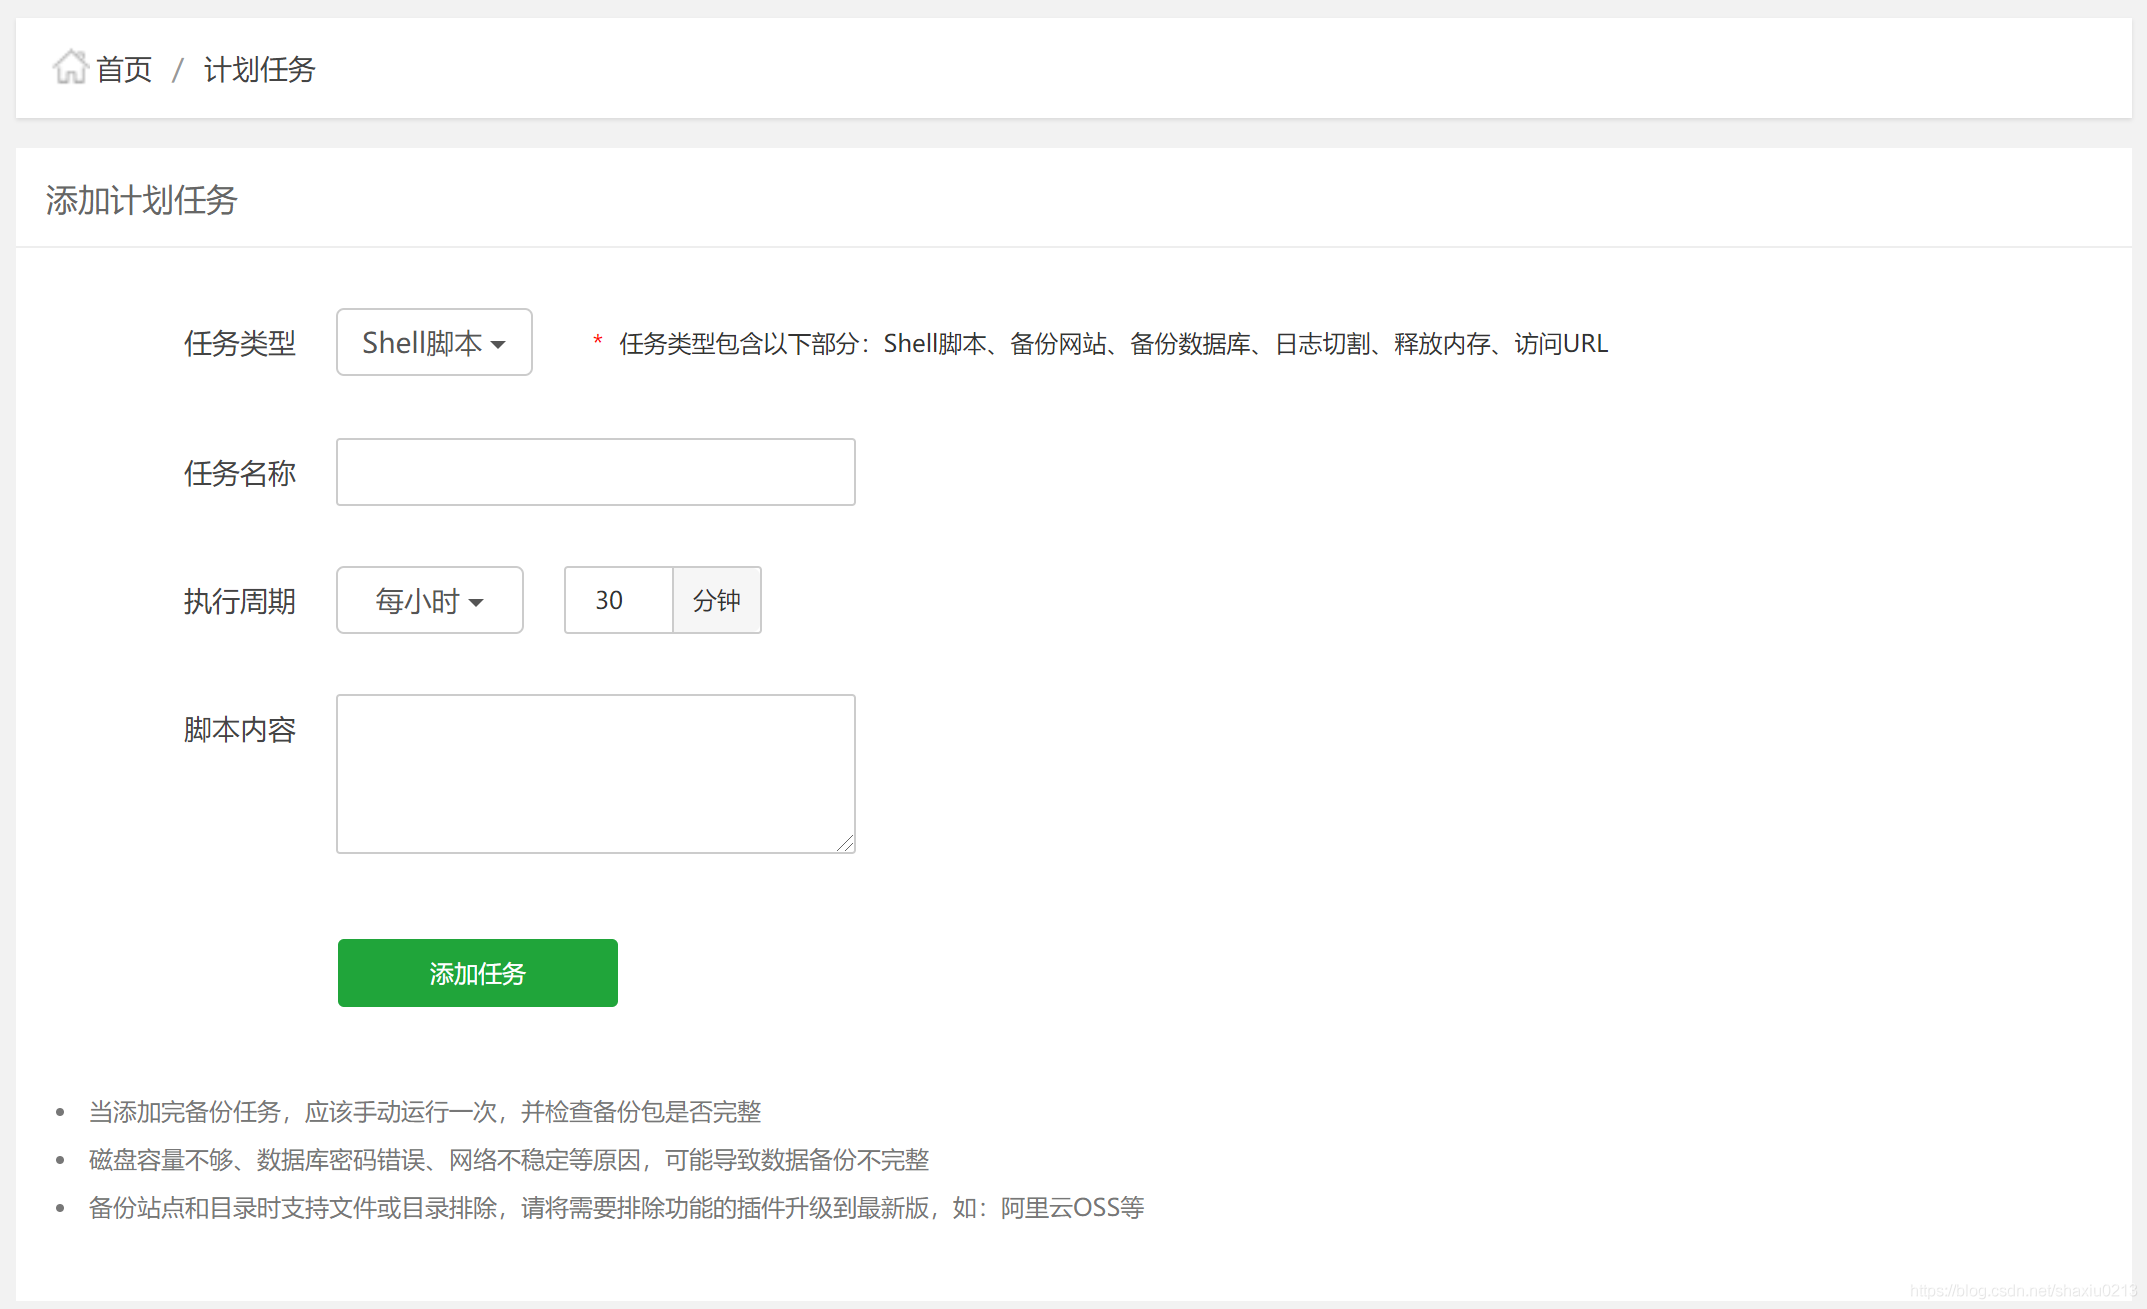 首页 / 计划任务
添加计划任务
任务类型 Shell脚本 * 任务类型包含以下部分：Shell脚本、备份网站、备份数据库、日志切割、释放内存、访问URL
任务名称
执行周期 每小时 30 分钟
脚本内容
添加任务
• 当添加完备份任务，应该手动运行一次，并检查备份包是否完整
• 磁盘容量不够、数据库密码错误、网络不稳定等原因，可能导致数据备份不完整
• 备份站点和目录时支持文件或目录排除，请将需要排除功能的插件升级到最新版，如：阿里云OSS等
https://blog.csdn.net/shaxiu0213